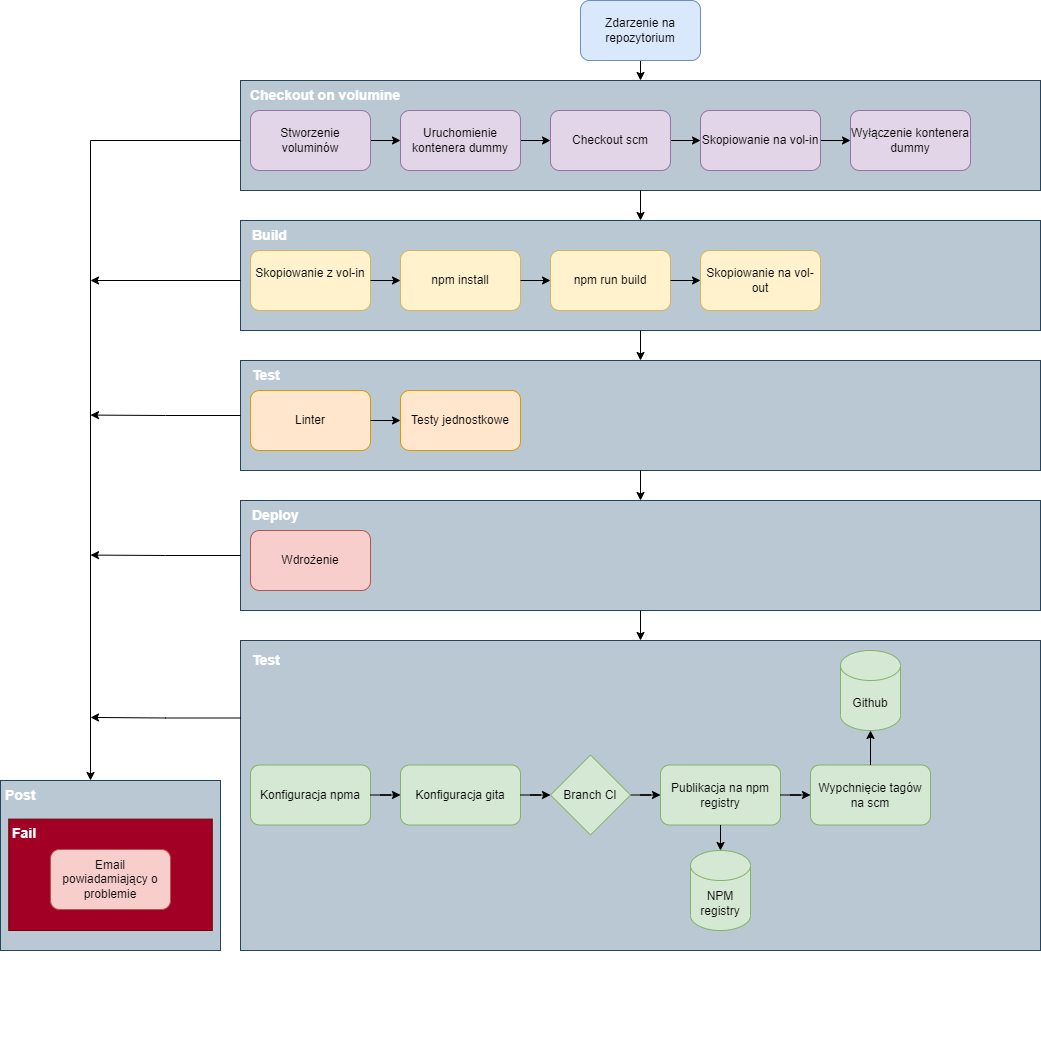 Zdarzenie na
repozytorium
Checkout on volumine
Stworzenie
voluminów
Uruchomienie
kontenera dummy
Checkout scm
Skopiowanie na vol-in
Wyłączenie kontenera
dummy
Build
Skopiowanie z vol-in
npm install
npm run build
Skopiowanie na vol-
out
Test
Linter
Testy jednostkowe
Deploy
Wdrożenie
Test
Github
Konfiguracja npma
Konfiguracja gita
Branch CI
Publikacja na npm
registry
Wypchnięcie tagów
na scm
NPM
registry
Post
Fail
Email
powiadamiający o
problemie